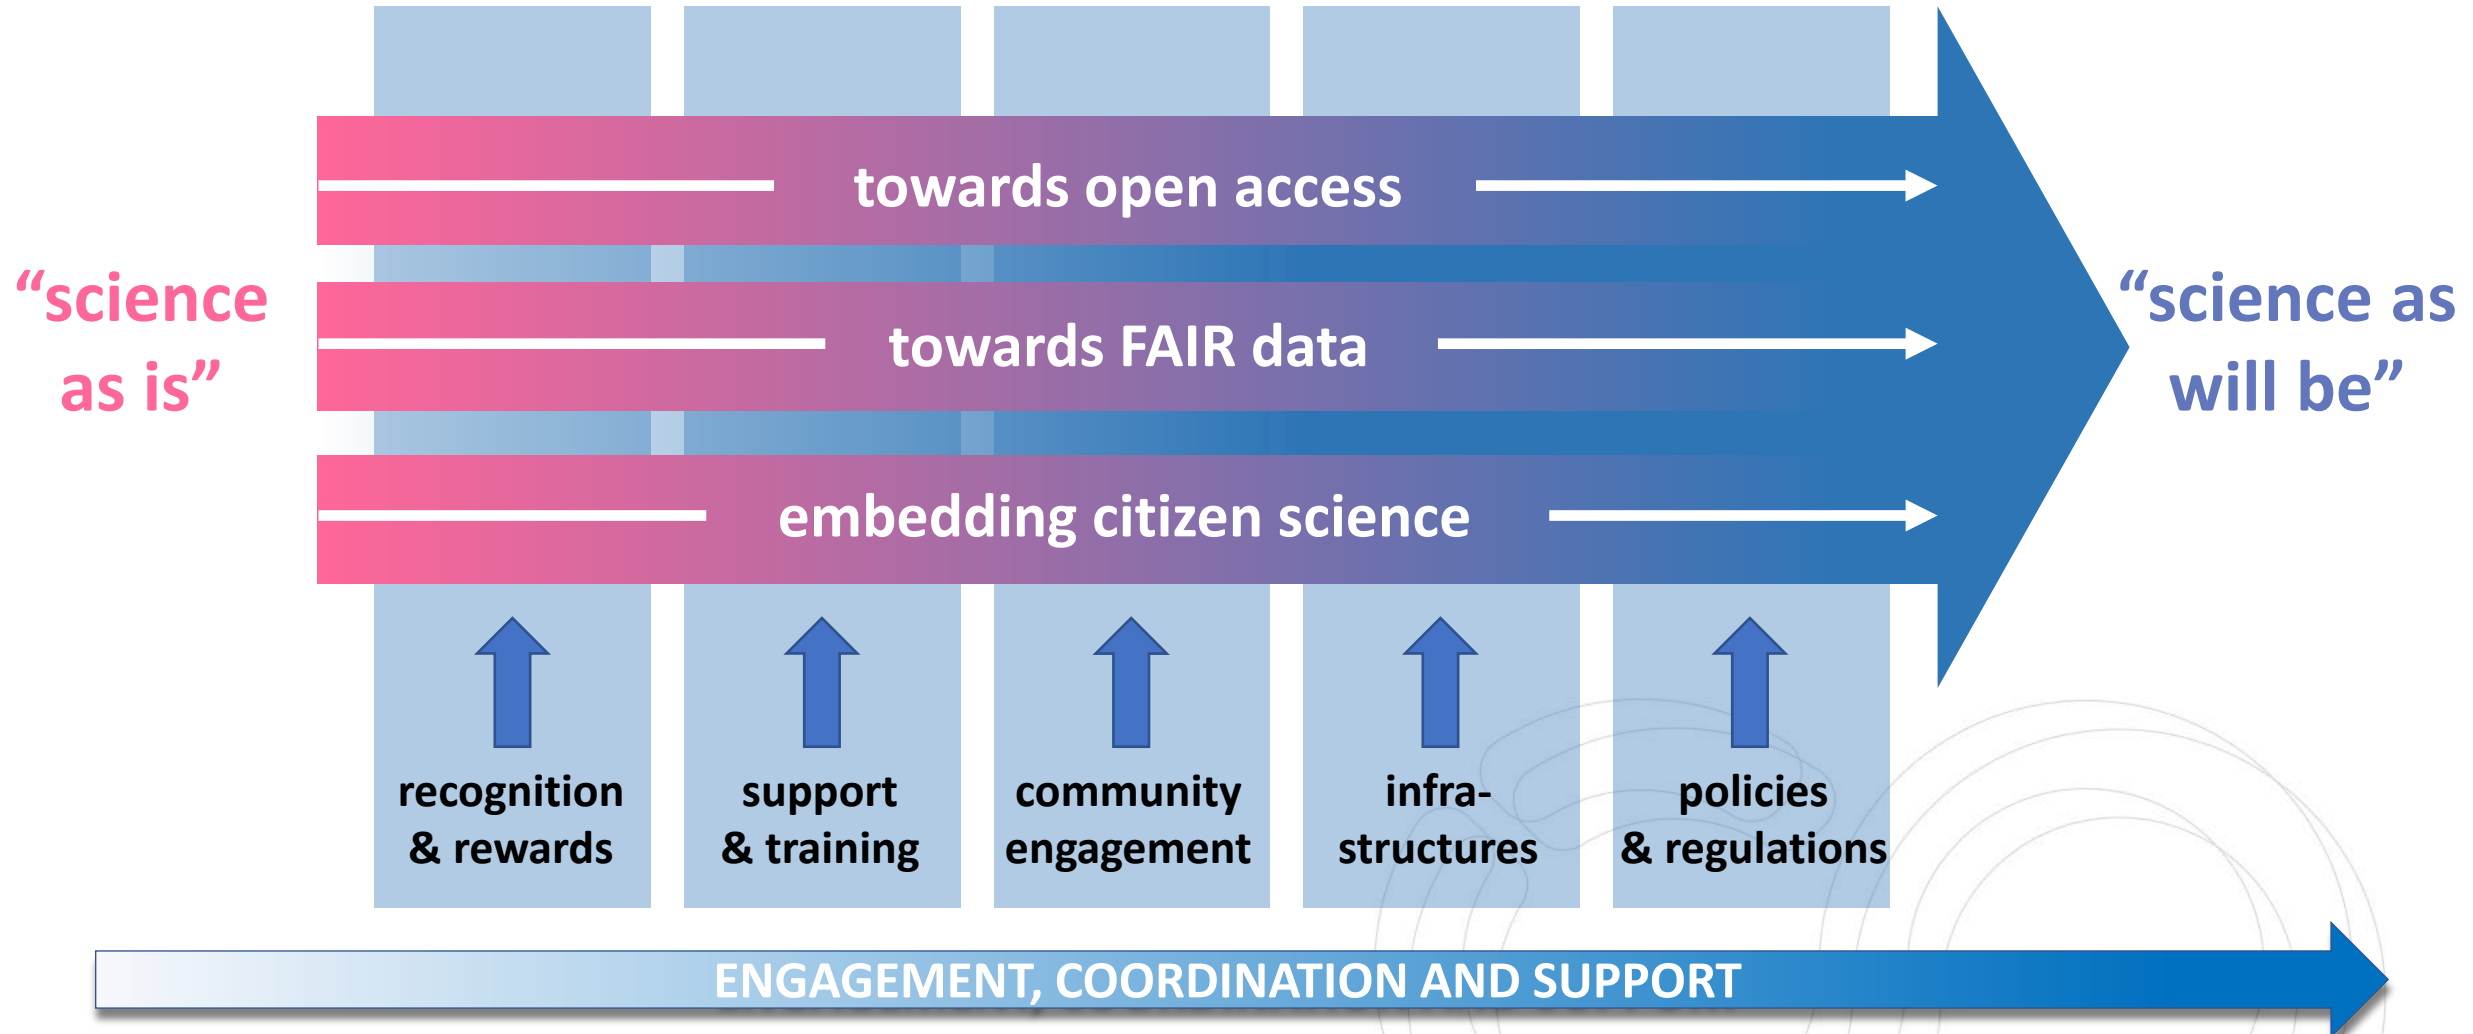 towards open access
“science
as is”
towards FAIR data
“science as
will be”
embedding citizen science
recognition
& rewards
support
& training
community
engagement
infra-
structures
policies
& regulations
ENGAGEMENT, COORDINATION AND SUPPORT